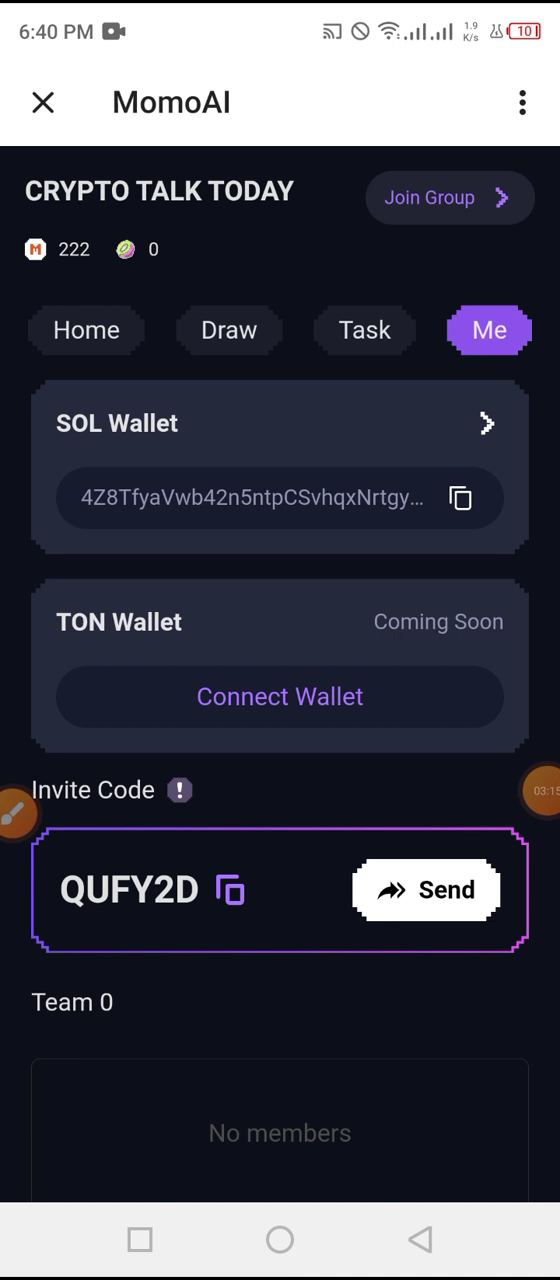 6:40 PM
1.9
K/s
10
MomoAI
CRYPTO TALK TODAY
Join Group
M 222 0
Home Draw Task Me
SOL Wallet
4Z8TfyaVwb42n5ntpCSvhqxNrtgy...
TON Wallet Coming Soon
Connect Wallet
Invite Code !
03:15
QUFY2D Send
Team 0
No members